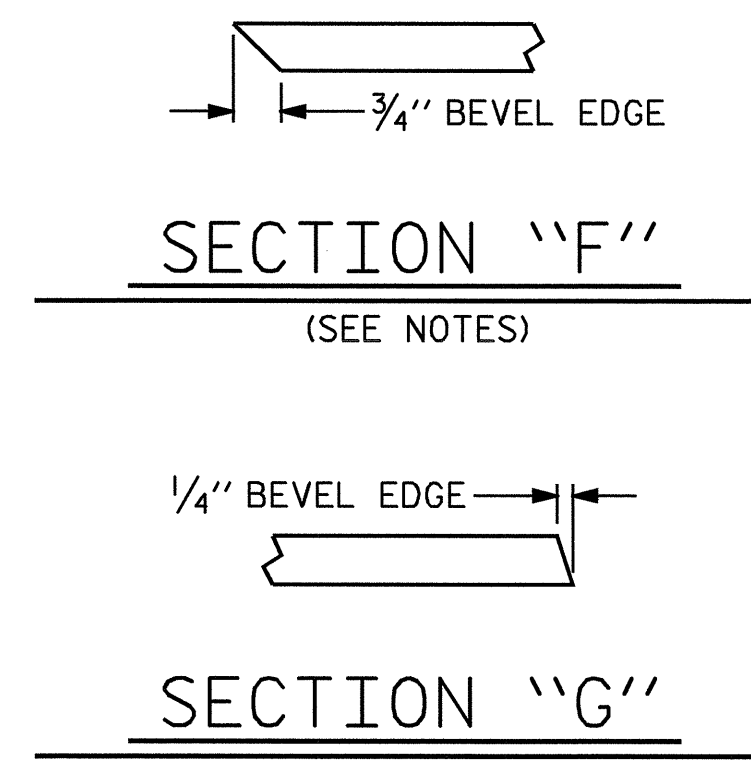 3/4" BEVEL EDGE
SECTION "F"
(SEE NOTES)
1/4" BEVEL EDGE
SECTION "G"